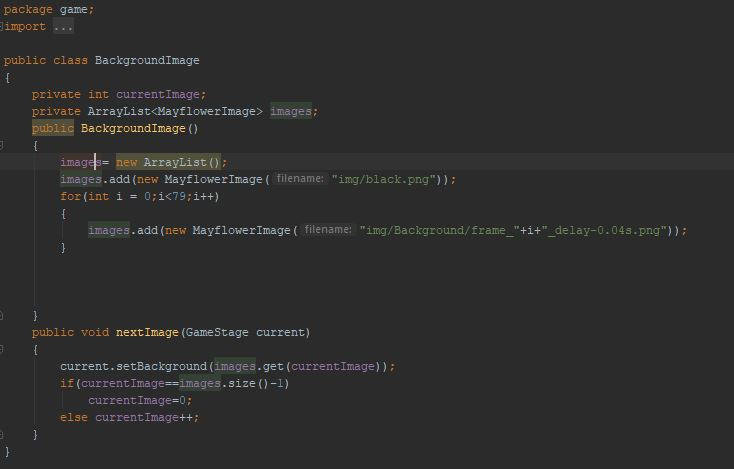 package game;
import ...
public class BackgroundImage
{
private int currentImage;
private ArrayList<MayflowerImage> images;
public BackgroundImage()
{
images= new ArrayList();
images.add(new MayflowerImage( filename: "img/black.png"));
for(int i = 0;i<79;i++)
{
images.add(new MayflowerImage( filename: "img/Background/frame_"+i+"_delay-0.04s.png"));
}
}
public void nextImage(GameStage current)
{
current.setBackground(images.get(currentImage));
if(currentImage==images.size()-1)
currentImage=0;
else currentImage++;
}
}